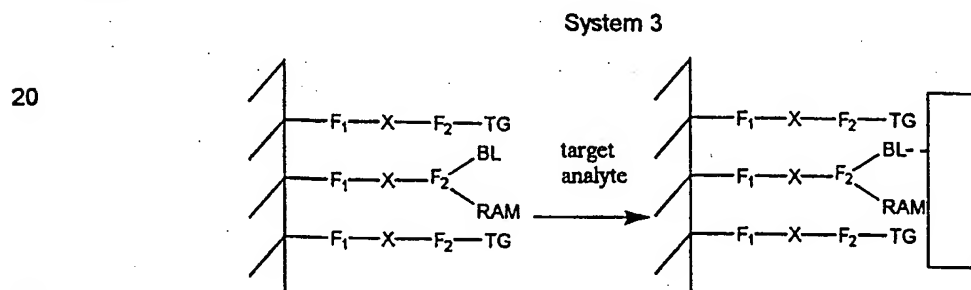 System 3
20
F₁—X—F₂—TG
BL
F₁—X—F₂
RAM
F₁—X—F₂—TG
target
analyte
F₁—X—F₂—TG
BL
F₁—X—F₂
RAM
F₁—X—F₂—TG